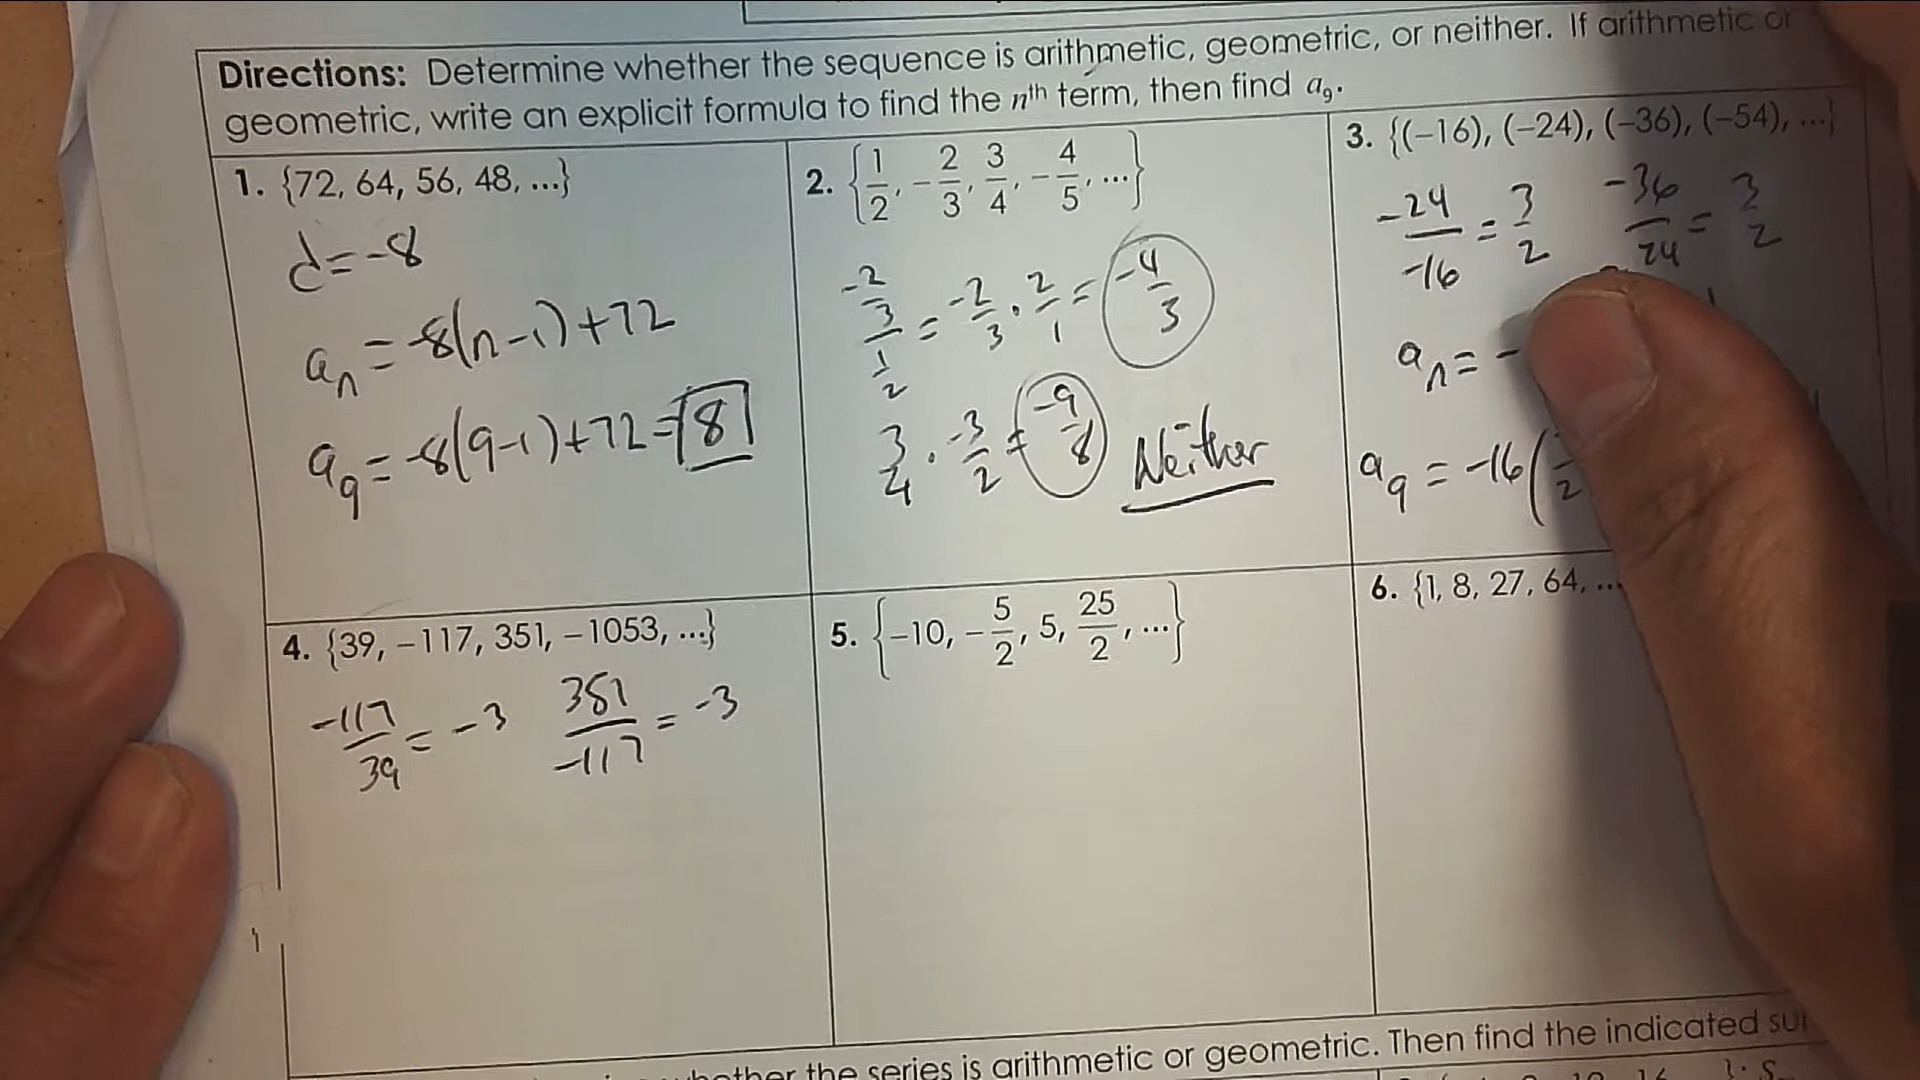 Directions: Determine whether the sequence is arithmetic, geometric, or neither. If arithmetic or
geometric, write an explicit formula to find the nth term, then find a₉.
1. {72, 64, 56, 48, ...}
d=-8
aₙ = -8(n-1)+72
a₉ = -8(9-1)+72=8
2. {1/2, -2/3, 3/4, -4/5, ...}
-2/3 / 1/2 = -2/3 · 2/1 = -4/3
3/4 · -3/2 = -9/8 Neither
3. {(-16), (-24), (-36), (-54), ...}
-24/-16 = 3/2 -36/24 = 3/2
aₙ = -
a₉ = -16(
4. {39, -117, 351, -1053, ...}
-117/39 = -3 351/-117 = -3
5. {-10, -5/2, 5, 25/2, ...}
6. {1, 8, 27, 64, ...
whether the series is arithmetic or geometric. Then find the indicated